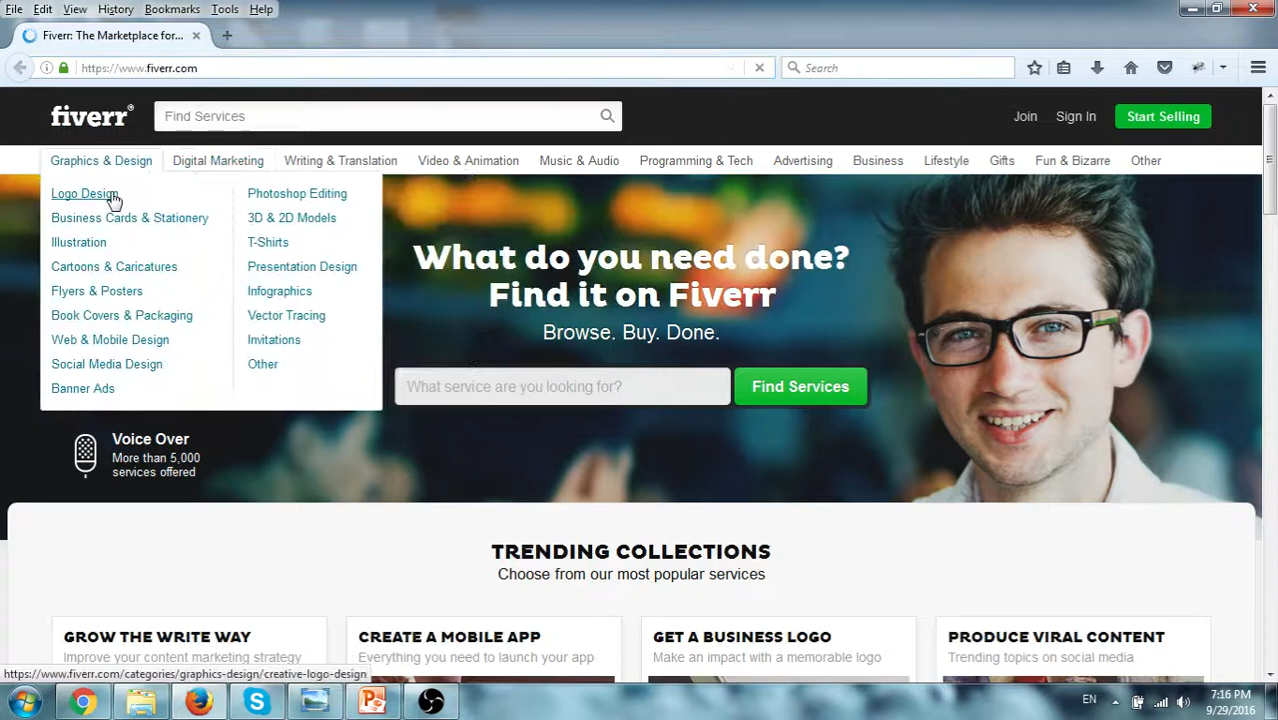 File Edit View History Bookmarks Tools Help
Fiverr: The Marketplace for...
https://www.fiverr.com
Search
fiverr®
Find Services
Join Sign In Start Selling
Graphics & Design Digital Marketing Writing & Translation Video & Animation Music & Audio Programming & Tech Advertising Business Lifestyle Gifts Fun & Bizarre Other
Logo Design Photoshop Editing
Business Cards & Stationery 3D & 2D Models
Illustration T-Shirts
Cartoons & Caricatures Presentation Design
Flyers & Posters Infographics
Book Covers & Packaging Vector Tracing
Web & Mobile Design Invitations
Social Media Design Other
Banner Ads
What do you need done?
Find it on Fiverr
Browse. Buy. Done.
What service are you looking for? Find Services
Voice Over
More than 5,000
services offered
TRENDING COLLECTIONS
Choose from our most popular services
GROW THE WRITE WAY CREATE A MOBILE APP GET A BUSINESS LOGO PRODUCE VIRAL CONTENT
Improve your content marketing strategy Everything you need to launch your app Make an impact with a memorable logo Trending topics on social media
https://www.fiverr.com/categories/graphics-design/creative-logo-design
EN
7:16 PM
9/29/2016